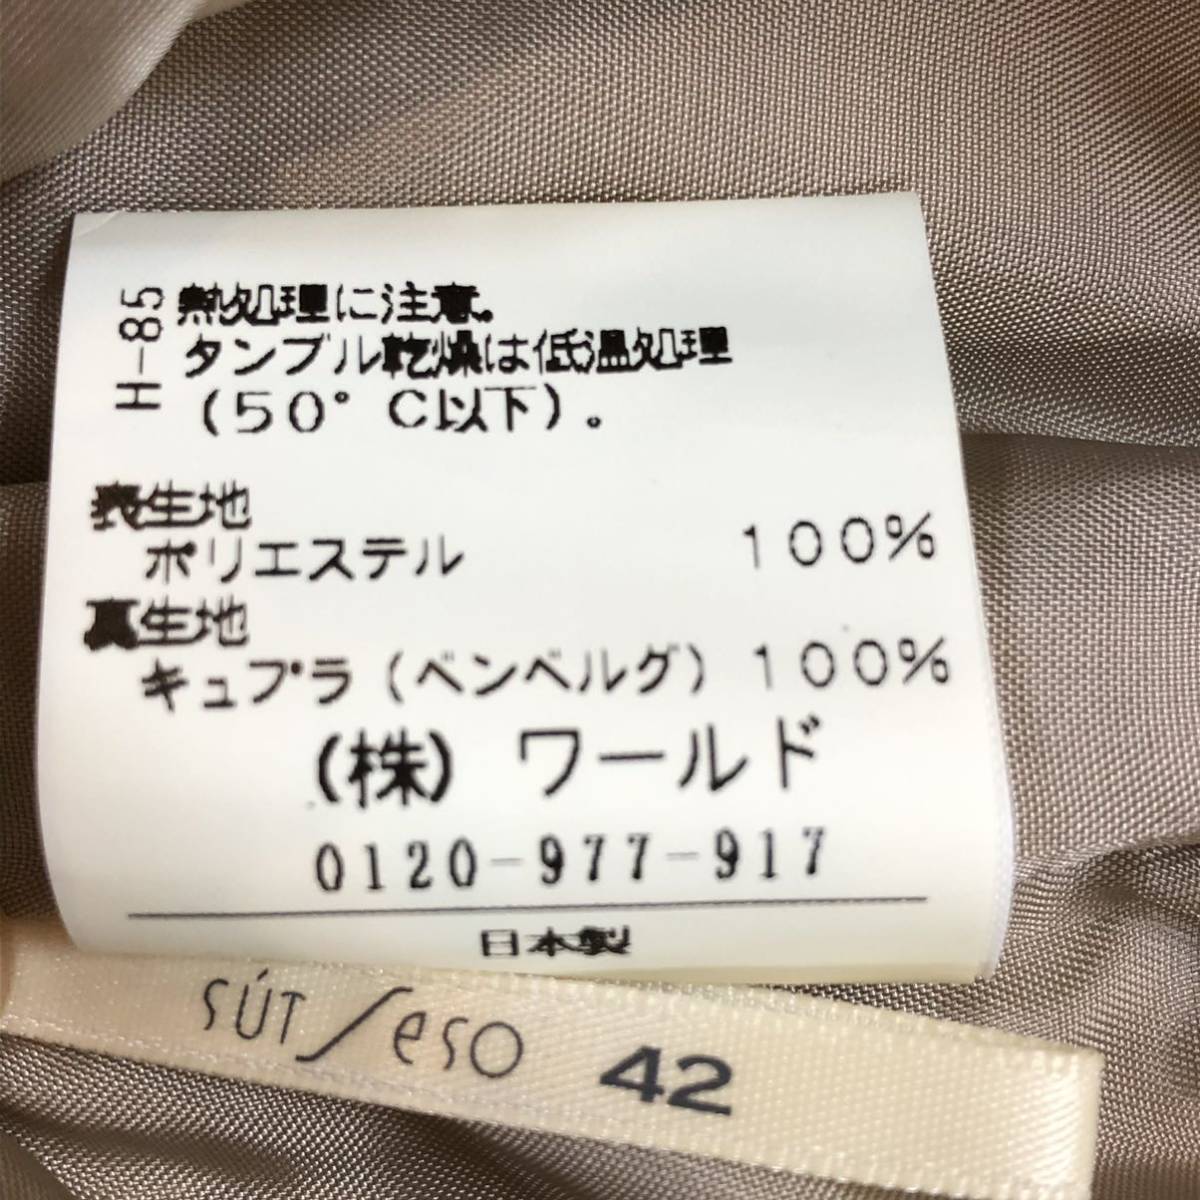 H-85
熱処理に注意。
タンブル乾燥は低温処理
(50°C以下)。
表生地
ポリエステル 100%
裏生地
キュプラ(ベンベルグ) 100%
(株) ワールド
0120-977-917
日本製
SÚT/eso 42